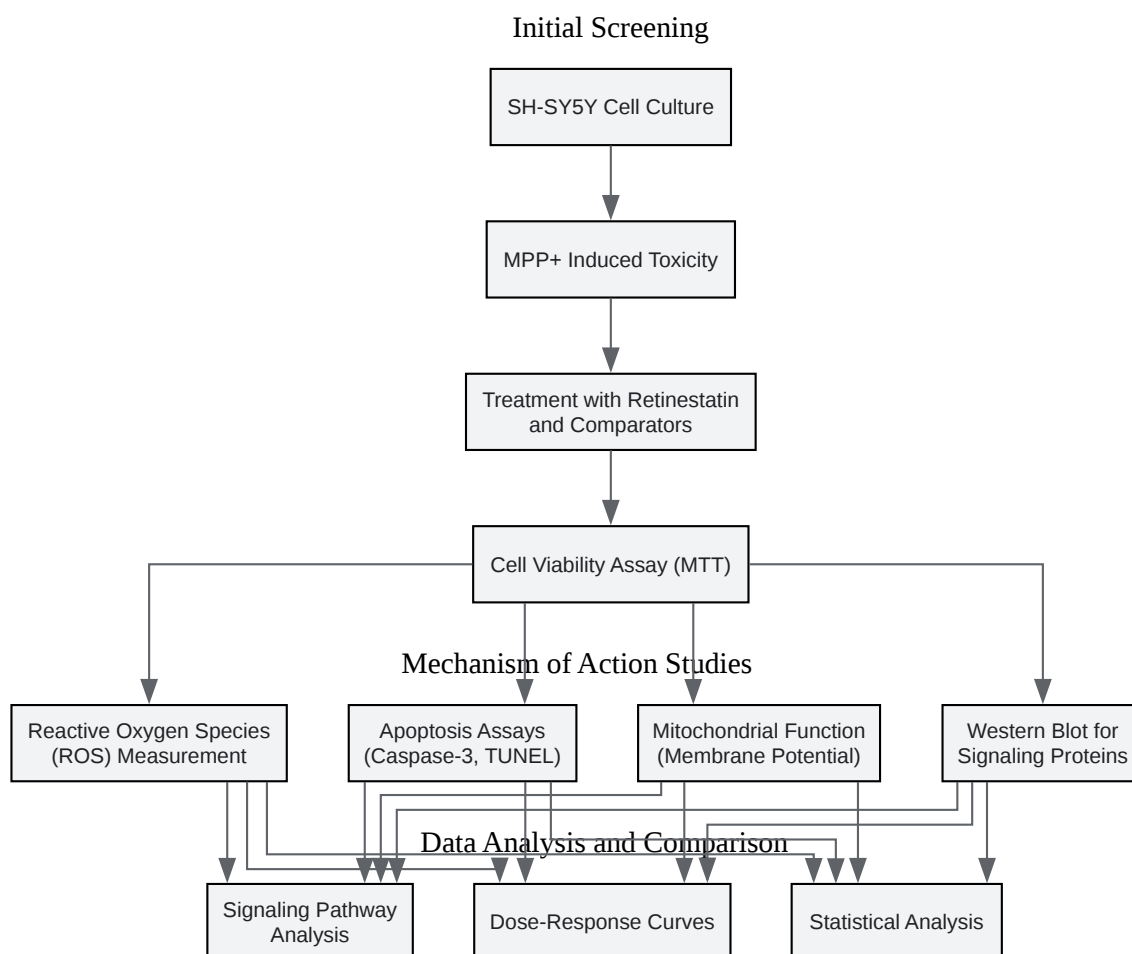 Initial Screening
SH-SY5Y Cell Culture
MPP+ Induced Toxicity
Treatment with Retinestatin
and Comparators
Cell Viability Assay (MTT)
Mechanism of Action Studies
Reactive Oxygen Species
(ROS) Measurement
Apoptosis Assays
(Caspase-3, TUNEL)
Mitochondrial Function
(Membrane Potential)
Western Blot for
Signaling Proteins
Data Analysis and Comparison
Signaling Pathway
Analysis
Dose-Response Curves
Statistical Analysis